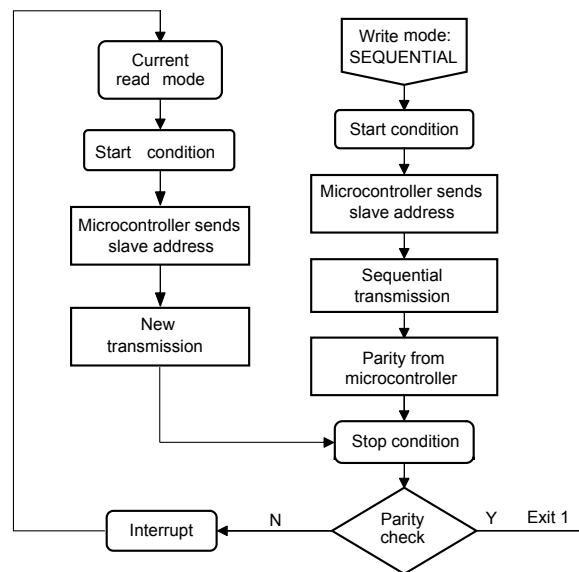 Current
read mode
Start condition
Microcontroller sends
slave address
New
transmission
Write mode:
SEQUENTIAL
Start condition
Microcontroller sends
slave address
Sequential
transmission
Parity from
microcontroller
Stop condition
Interrupt
N
Parity
check
Y
Exit 1